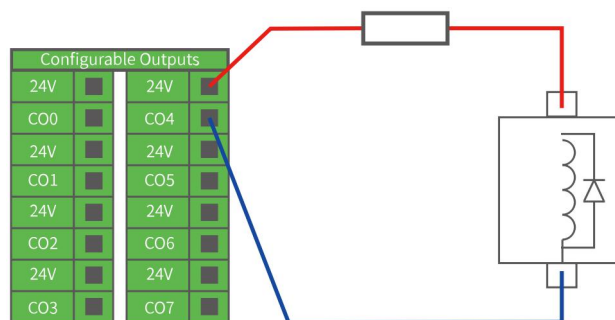 Configurable Outputs
24V 24V
CO0 CO4
24V 24V
CO1 CO5
24V 24V
CO2 CO6
24V 24V
CO3 CO7